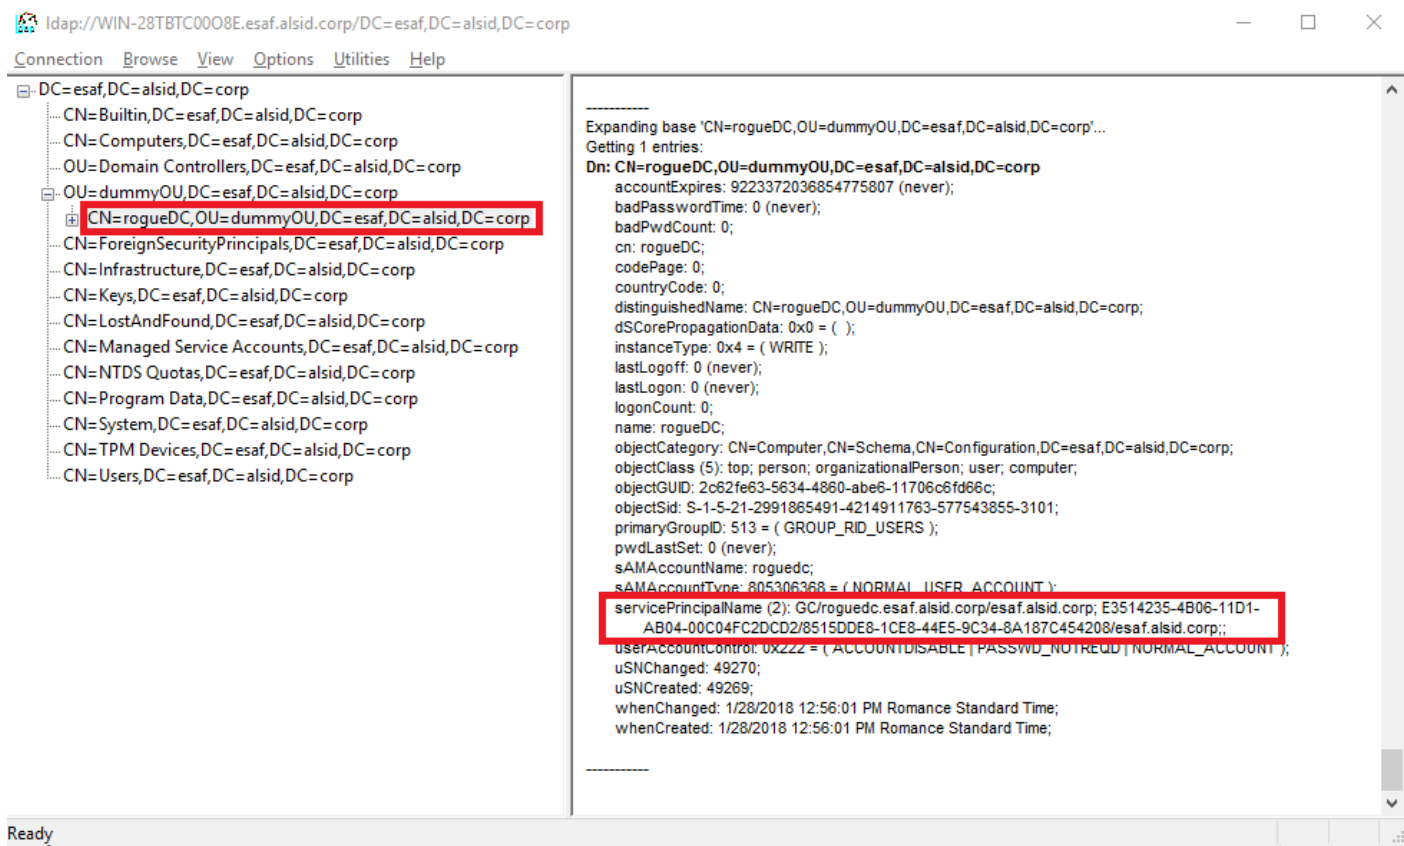 ldap://WIN-28TBTC00O8E.esaf.alsid.corp/DC=esaf,DC=alsid,DC=corp
Connection Browse View Options Utilities Help
DC=esaf,DC=alsid,DC=corp
CN=Builtin,DC=esaf,DC=alsid,DC=corp
CN=Computers,DC=esaf,DC=alsid,DC=corp
OU=Domain Controllers,DC=esaf,DC=alsid,DC=corp
OU=dummyOU,DC=esaf,DC=alsid,DC=corp
CN=rogueDC,OU=dummyOU,DC=esaf,DC=alsid,DC=corp
CN=ForeignSecurityPrincipals,DC=esaf,DC=alsid,DC=corp
CN=Infrastructure,DC=esaf,DC=alsid,DC=corp
CN=Keys,DC=esaf,DC=alsid,DC=corp
CN=LostAndFound,DC=esaf,DC=alsid,DC=corp
CN=Managed Service Accounts,DC=esaf,DC=alsid,DC=corp
CN=NTDS Quotas,DC=esaf,DC=alsid,DC=corp
CN=Program Data,DC=esaf,DC=alsid,DC=corp
CN=System,DC=esaf,DC=alsid,DC=corp
CN=TPM Devices,DC=esaf,DC=alsid,DC=corp
CN=Users,DC=esaf,DC=alsid,DC=corp
-----------
Expanding base 'CN=rogueDC,OU=dummyOU,DC=esaf,DC=alsid,DC=corp'...
Getting 1 entries:
Dn: CN=rogueDC,OU=dummyOU,DC=esaf,DC=alsid,DC=corp
accountExpires: 9223372036854775807 (never);
badPasswordTime: 0 (never);
badPwdCount: 0;
cn: rogueDC;
codePage: 0;
countryCode: 0;
distinguishedName: CN=rogueDC,OU=dummyOU,DC=esaf,DC=alsid,DC=corp;
dSCorePropagationData: 0x0 = ( );
instanceType: 0x4 = ( WRITE );
lastLogoff: 0 (never);
lastLogon: 0 (never);
logonCount: 0;
name: rogueDC;
objectCategory: CN=Computer,CN=Schema,CN=Configuration,DC=esaf,DC=alsid,DC=corp;
objectClass (5): top; person; organizationalPerson; user; computer;
objectGUID: 2c62fe63-5634-4860-abe6-11706c6fd66c;
objectSid: S-1-5-21-2991865491-4214911763-577543855-3101;
primaryGroupID: 513 = ( GROUP_RID_USERS );
pwdLastSet: 0 (never);
sAMAccountName: roguedc;
sAMAccountType: 805306368 = ( NORMAL_USER_ACCOUNT );
servicePrincipalName (2): GC/roguedc.esaf.alsid.corp/esaf.alsid.corp; E3514235-4B06-11D1-
AB04-00C04FC2DCD2/8515DDE8-1CE8-44E5-9C34-8A187C454208/esaf.alsid.corp;;
userAccountControl: 0x222 = ( ACCOUNTDISABLE | PASSWD_NOTREQD | NORMAL_ACCOUNT );
uSNChanged: 49270;
uSNCreated: 49269;
whenChanged: 1/28/2018 12:56:01 PM Romance Standard Time;
whenCreated: 1/28/2018 12:56:01 PM Romance Standard Time;
-----------
Ready